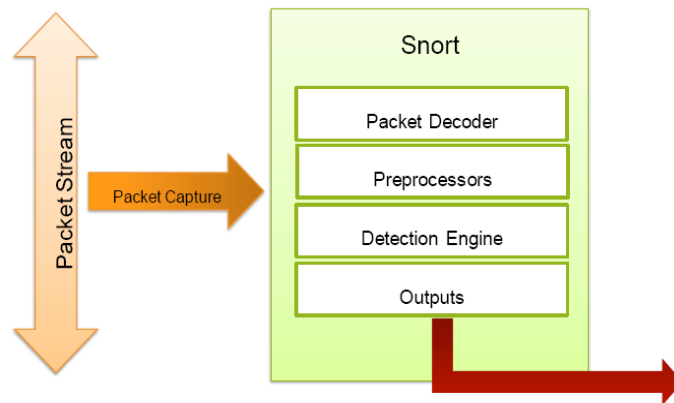 Packet Stream
Packet Capture
Snort
Packet Decoder
Preprocessors
Detection Engine
Outputs